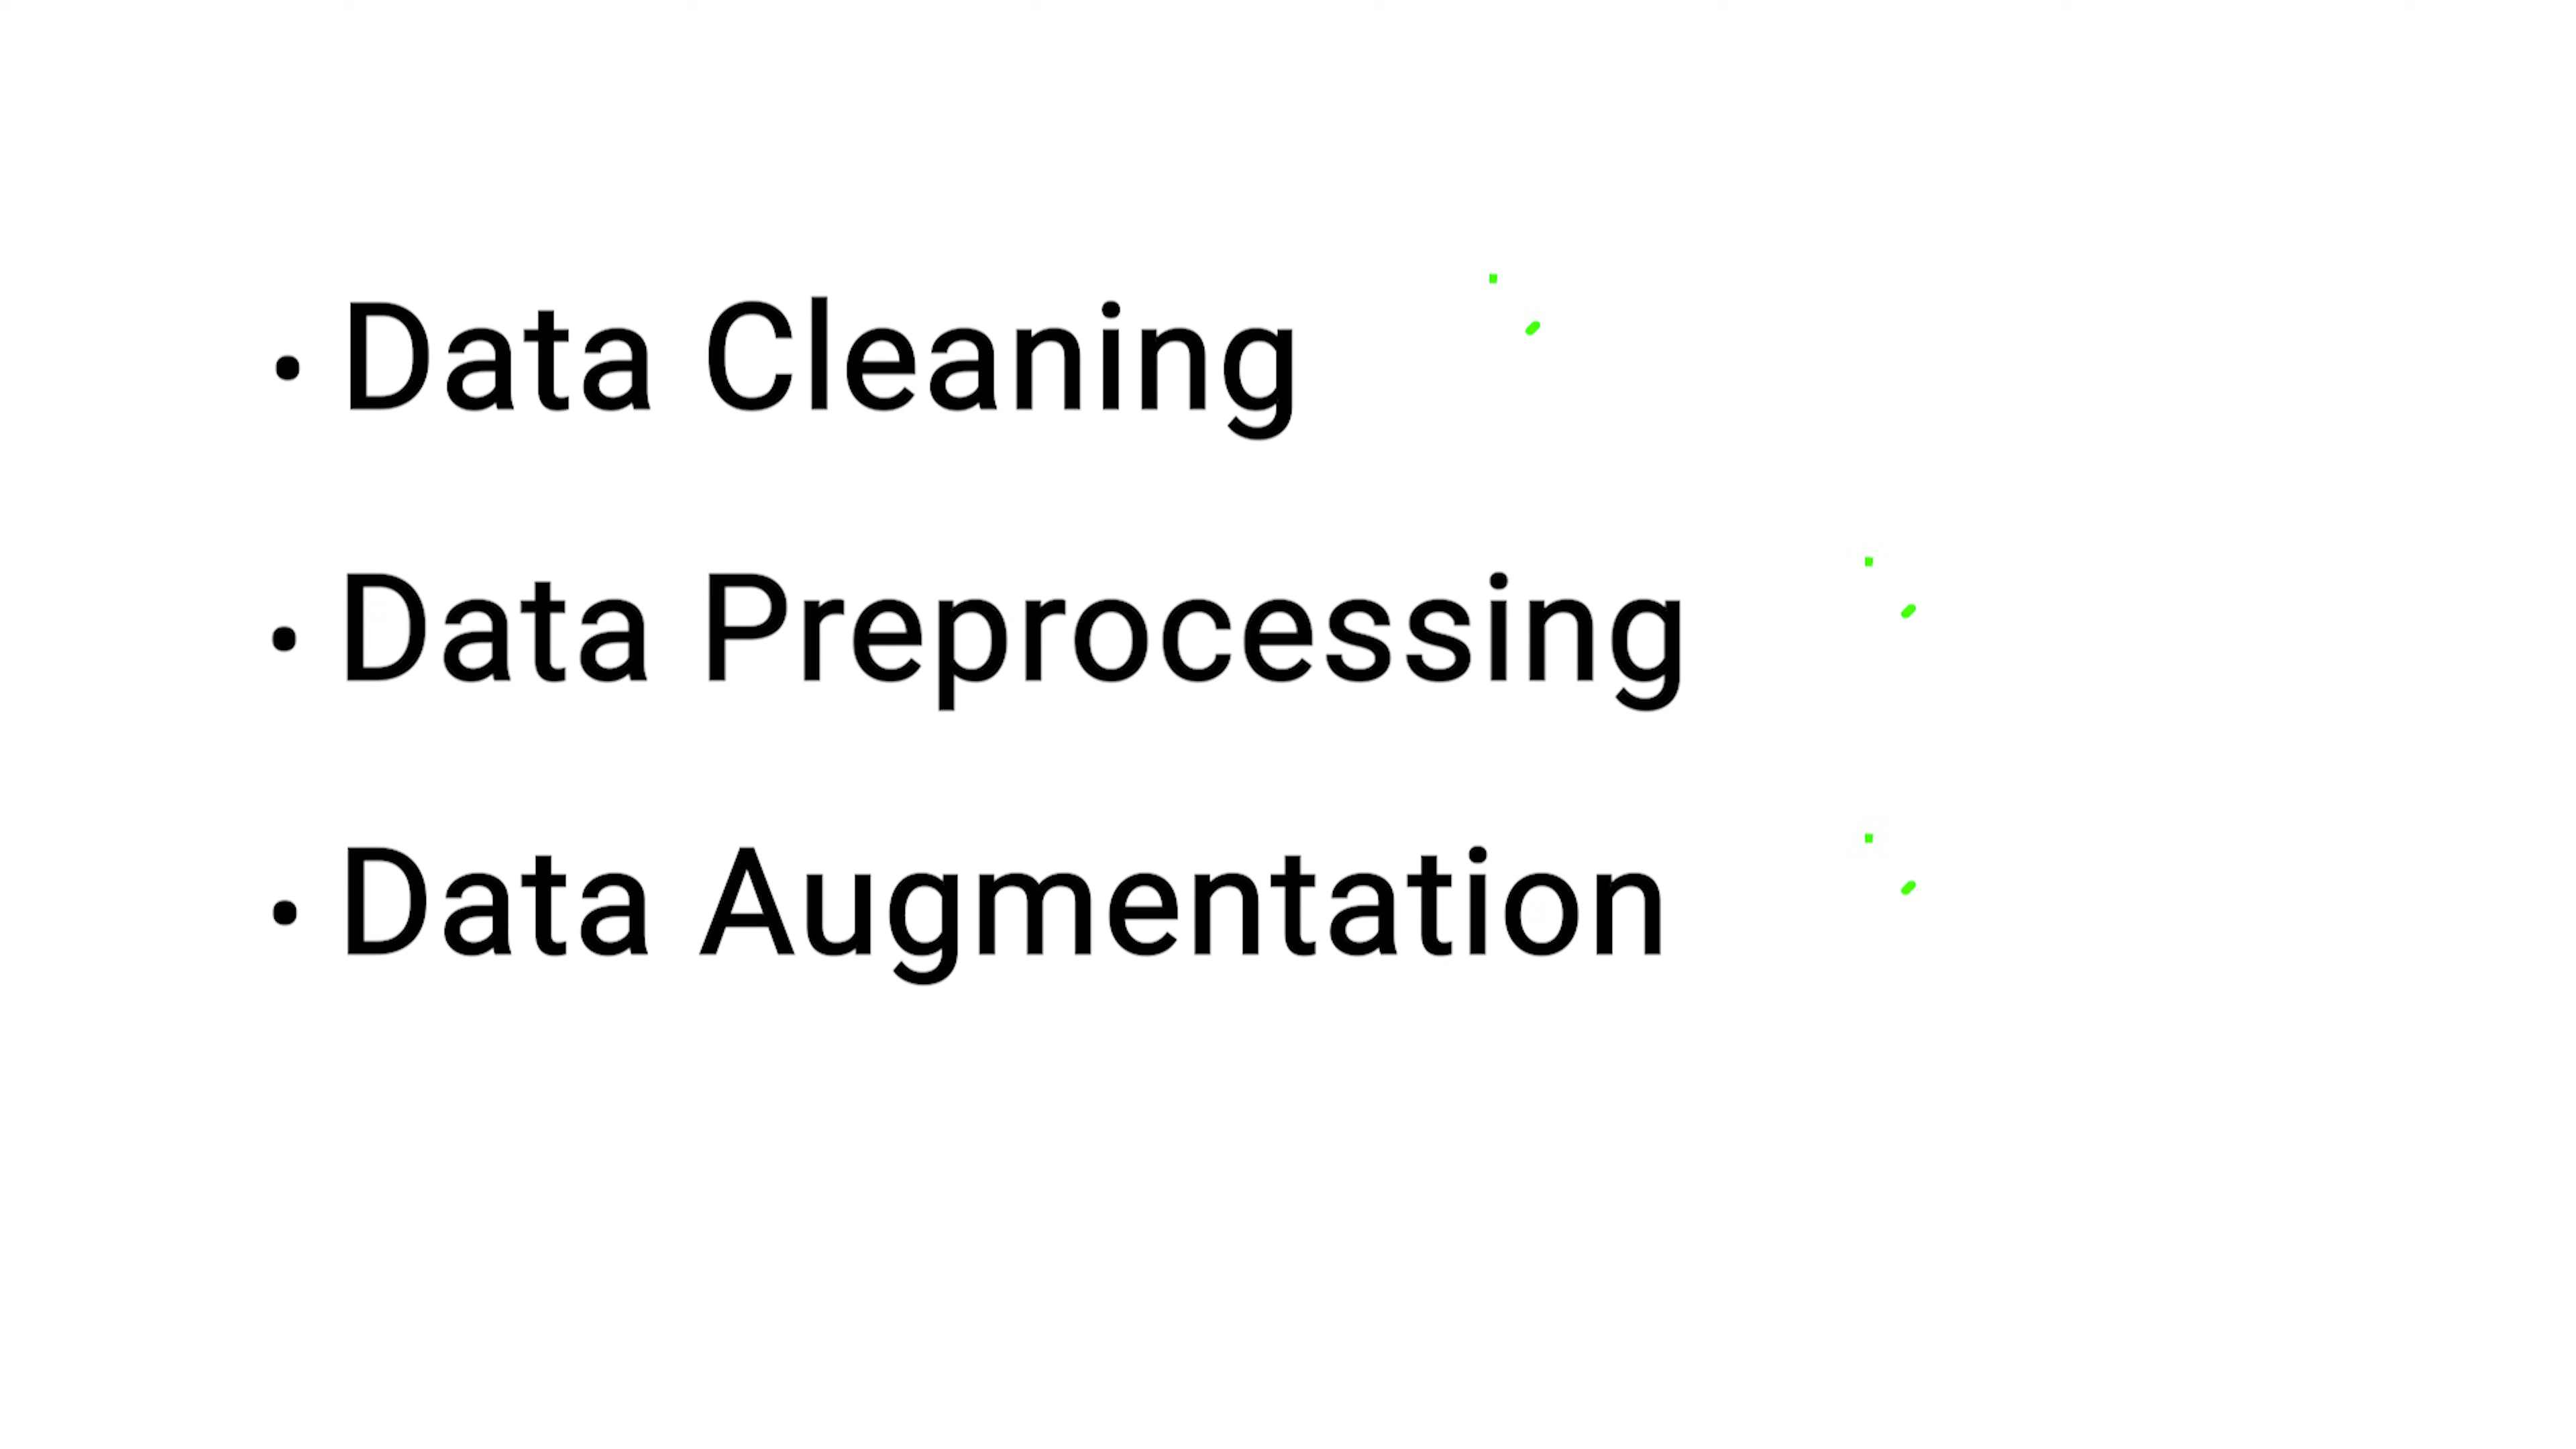 • Data Cleaning
• Data Preprocessing
• Data Augmentation